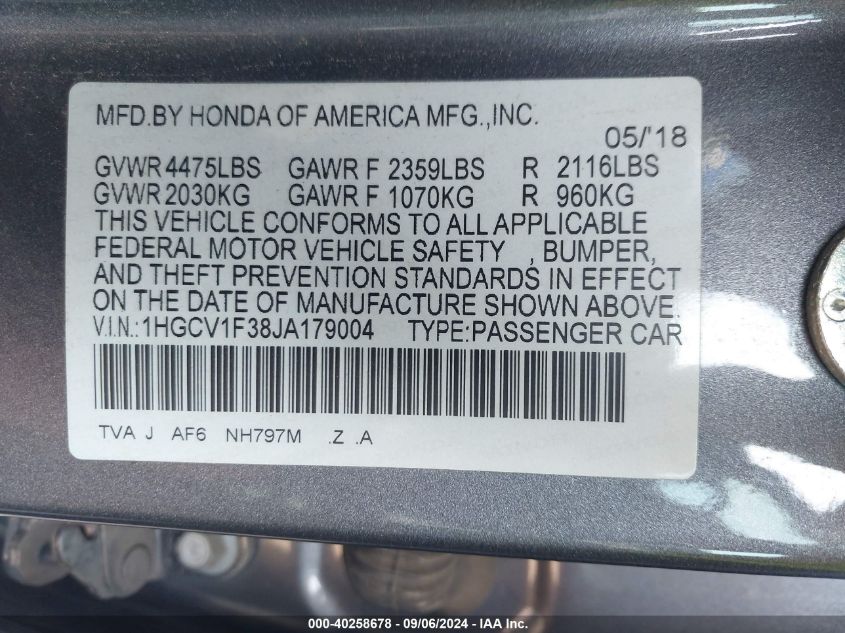 MFD.BY HONDA OF AMERICA MFG.,INC.
05/'18
GVWR 4475LBS GAWR F 2359LBS R 2116LBS
GVWR 2030KG GAWR F 1070KG R 960KG
THIS VEHICLE CONFORMS TO ALL APPLICABLE
FEDERAL MOTOR VEHICLE SAFETY , BUMPER,
AND THEFT PREVENTION STANDARDS IN EFFECT
ON THE DATE OF MANUFACTURE SHOWN ABOVE.
V.I.N.:1HGCV1F38JA179004 TYPE:PASSENGER CAR
TVA J AF6 NH797M .Z .A
000-40258678 - 09/06/2024 - IAA Inc.